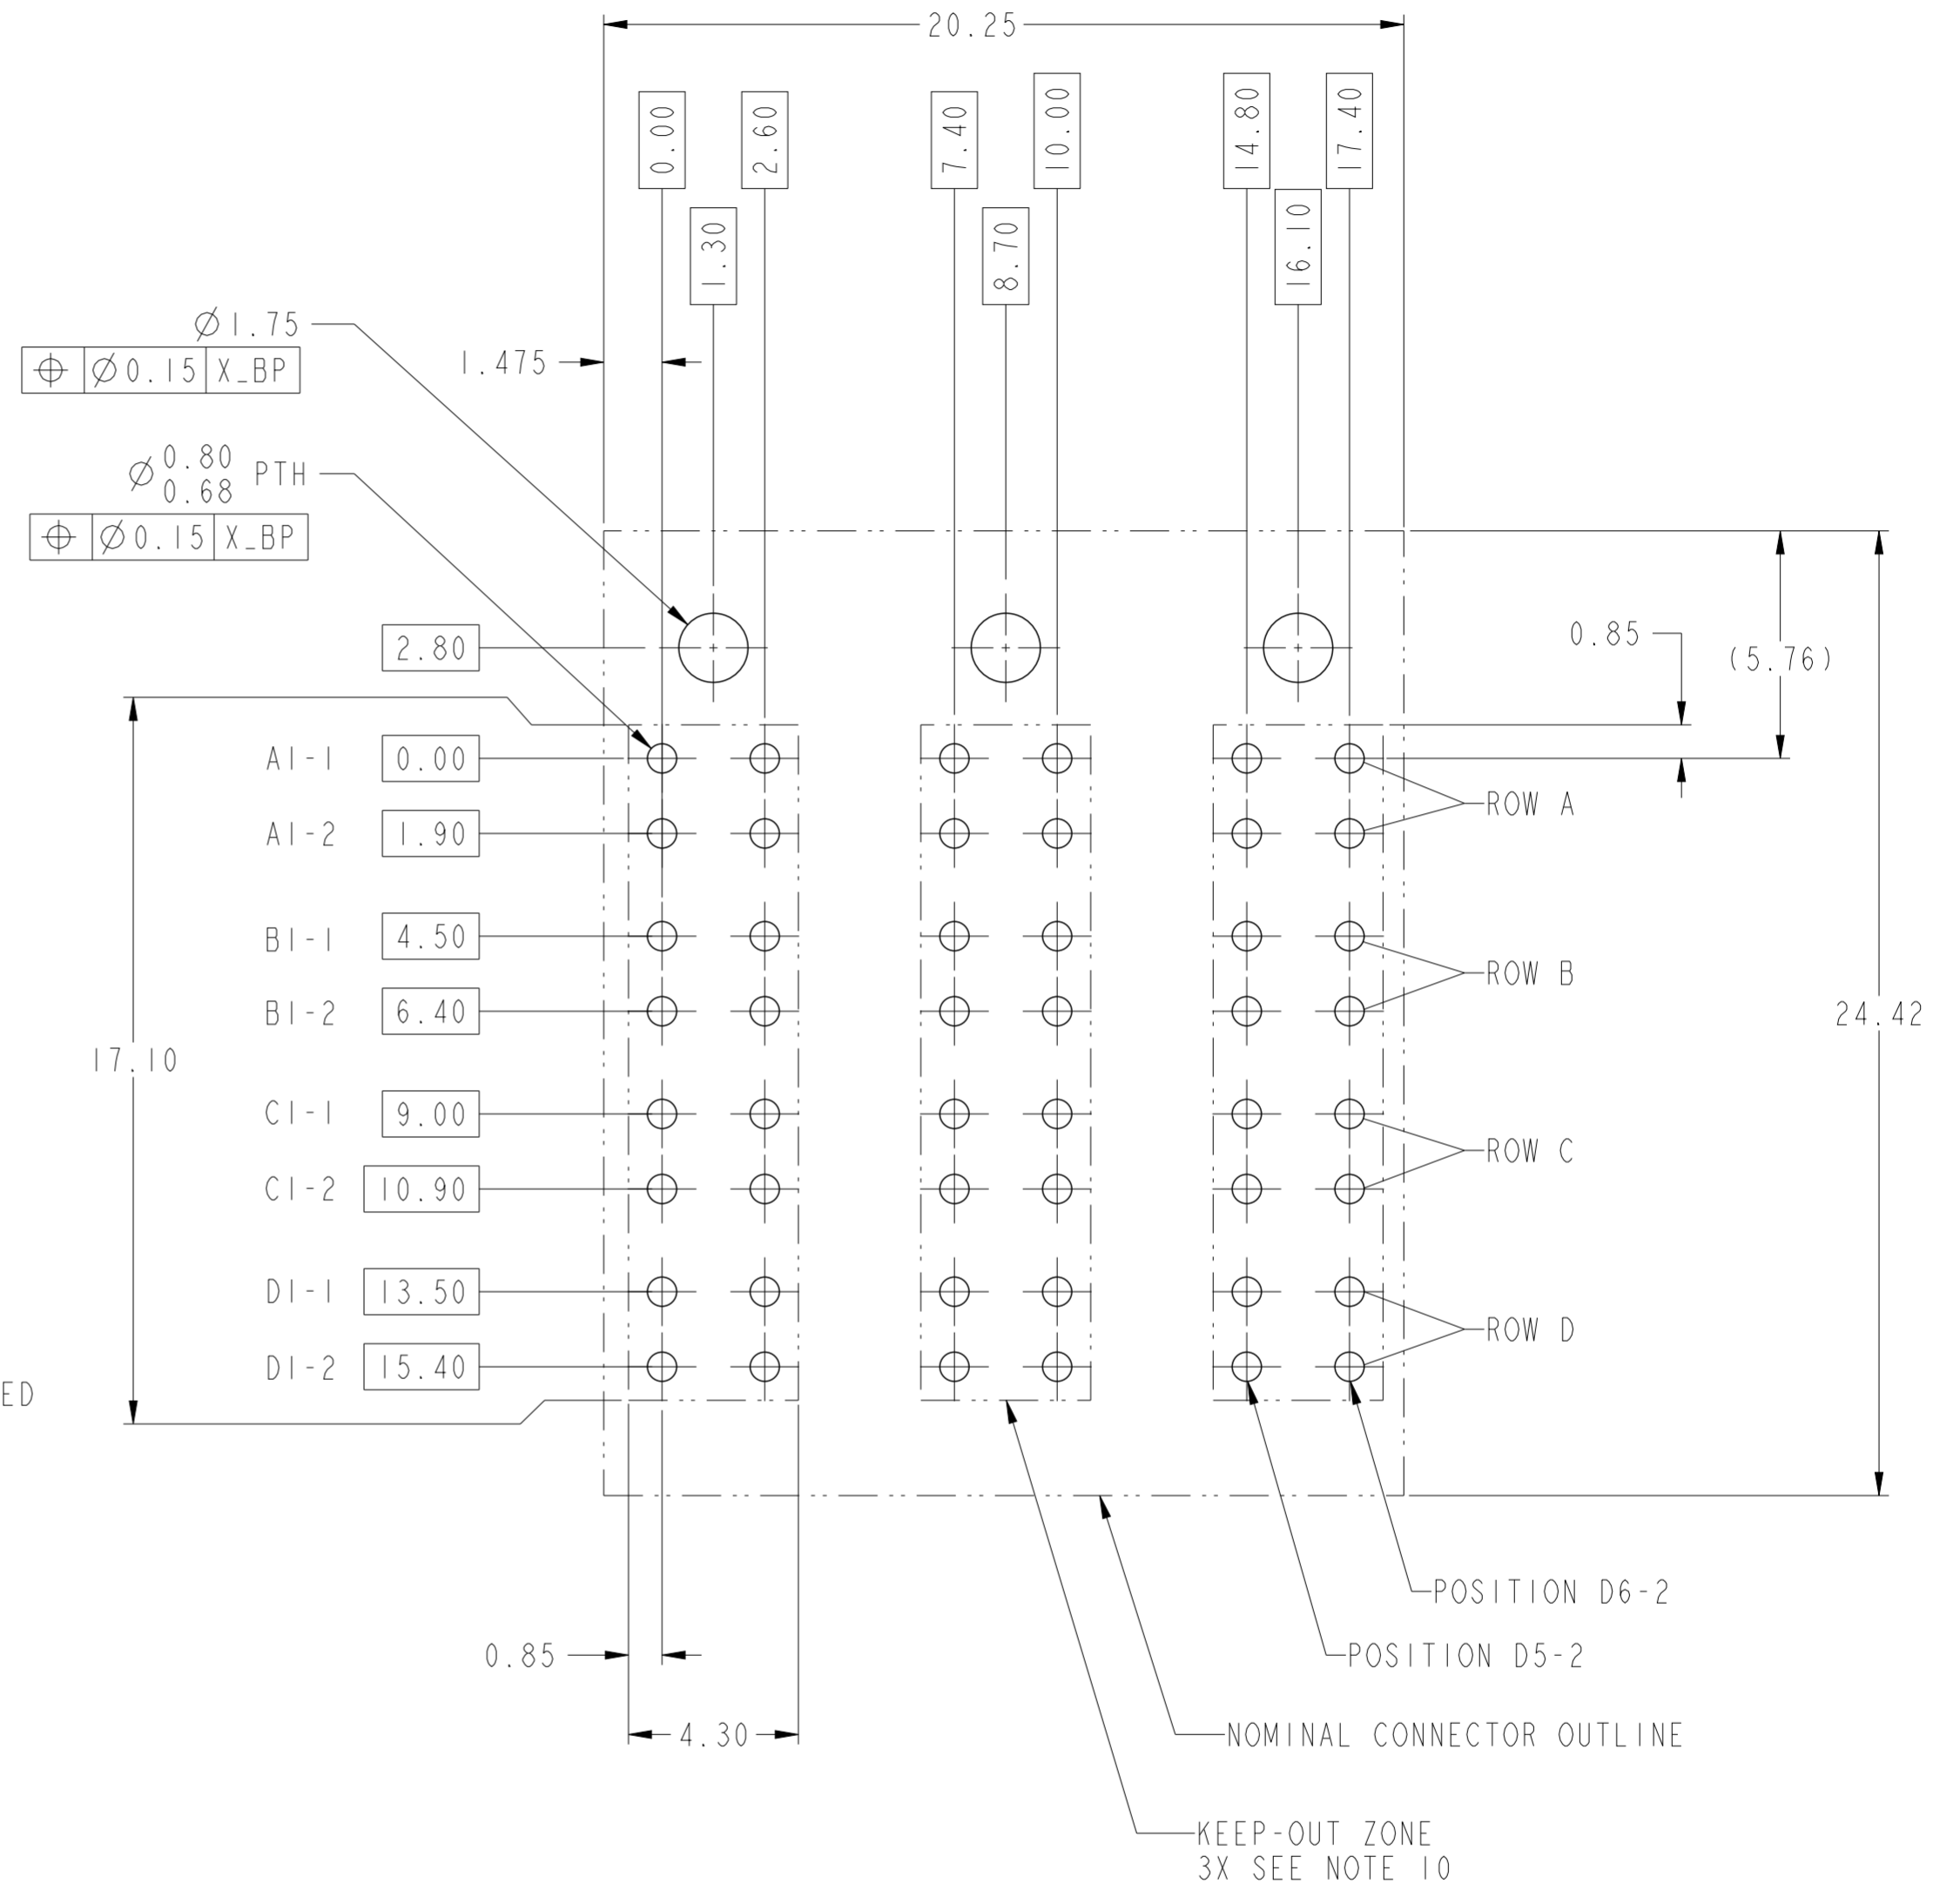 20.25
0.00
2.60
7.40
10.00
14.80
17.40
1.30
8.70
16.10
Ø1.75
⌖ Ø0.15 X_BP
1.475
Ø 0.80
0.68 PTH
⌖ Ø0.15 X_BP
2.80
0.85
(5.76)
A1-1 0.00
ROW A
A1-2 1.90
B1-1 4.50
ROW B
B1-2 6.40
24.42
17.10
C1-1 9.00
ROW C
C1-2 10.90
D1-1 13.50
ROW D
D1-2 15.40
ED
POSITION D6-2
0.85
POSITION D5-2
4.30
NOMINAL CONNECTOR OUTLINE
KEEP-OUT ZONE
3X SEE NOTE 10